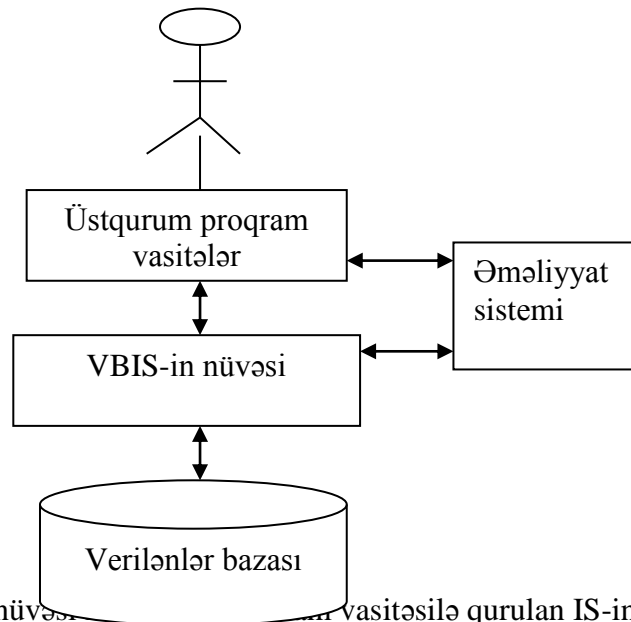 Üstqurum proqram
vasitələr
Əməliyyat
sistemi
VBIS-in nüvəsi
Verilənlər bazası
vasitəsilə qurulan IS-in